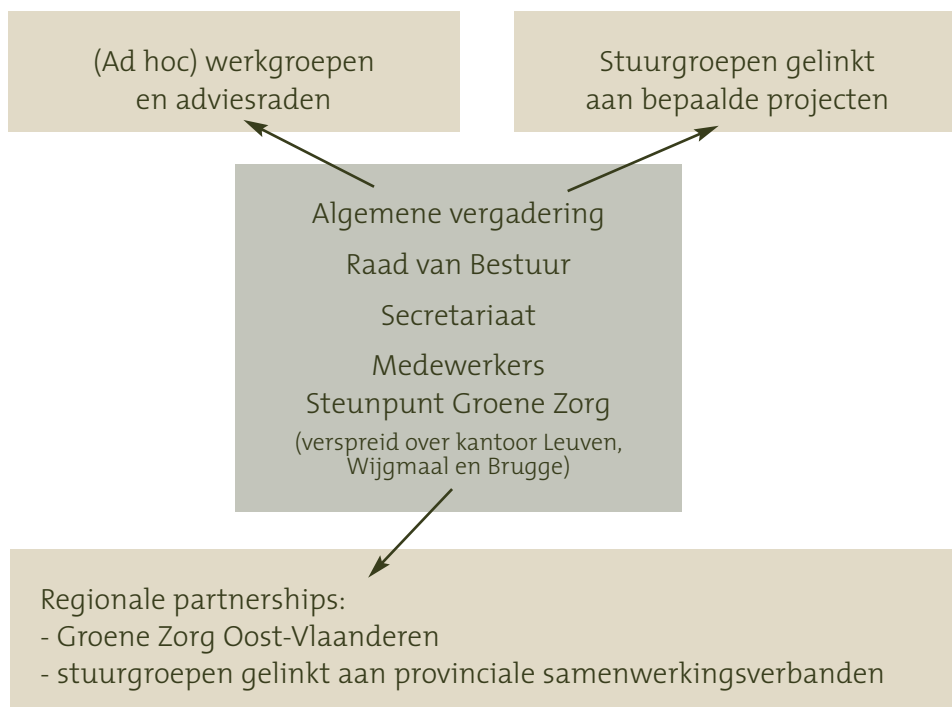 (Ad hoc) werkgroepen
en adviesraden
Stuurgroepen gelinkt
aan bepaalde projecten
Algemene vergadering
Raad van Bestuur
Secretariaat
Medewerkers
Steunpunt Groene Zorg
(verspreid over kantoor Leuven,
Wijgmaal en Brugge)
Regionale partnerships:
- Groene Zorg Oost-Vlaanderen
- stuurgroepen gelinkt aan provinciale samenwerkingsverbanden